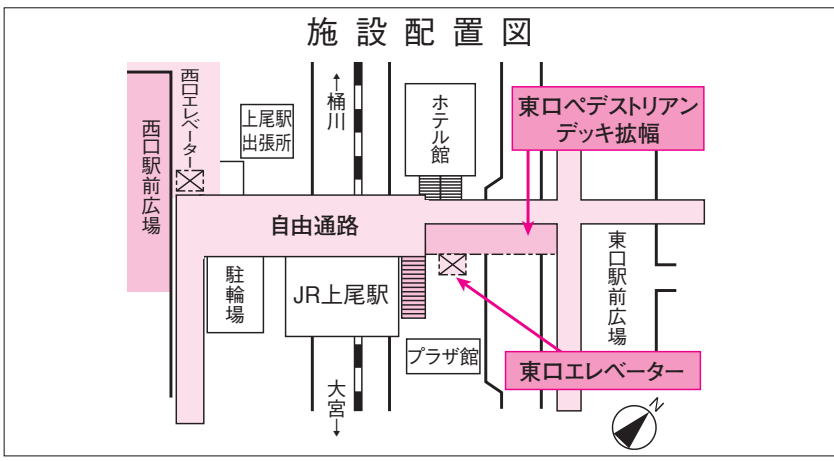 施設配置図
西口駅前広場
西口エレベーター
上尾駅
出張所
←桶川
ホテル館
東口ペデストリアン
デッキ拡幅
自由通路
駐輪場
JR上尾駅
東口駅前広場
プラザ館
東口エレベーター
大宮→
N